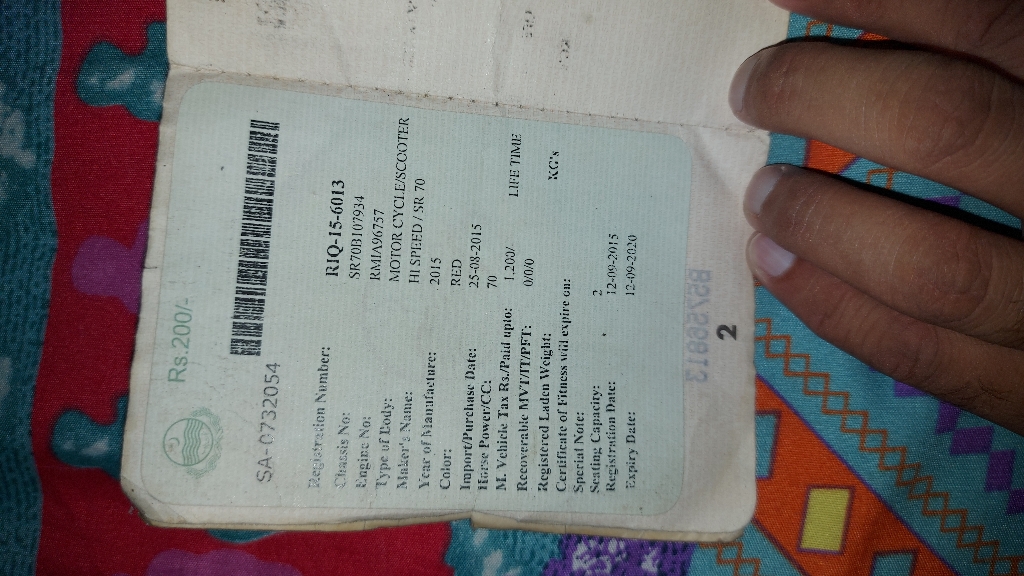 Rs.200/-
SA-0732054
Registration Number: RIQ-15-6013
Chassis No: SR70B107934
Engine No: RMIA96757
Type of Body: MOTOR CYCLE/SCOOTER
Maker's Name: HI SPEED / SR 70
Year of Manufacture: 2015
Color: RED
Import/Purchase Date: 25-08-2015
Horse Power/CC: 70
M. Vehicle Tax Rs./Paid upto: 1,200/ LIFE TIME
Recoverable MVT/IT/PFT: 0/0/0
Registered Laden Weight: KG's
Certificate of Fitness will expire on:
Special Note:
Seating Capacity: 2
Registration Date: 12-09-2015
Expiry Date: 12-09-2020
2